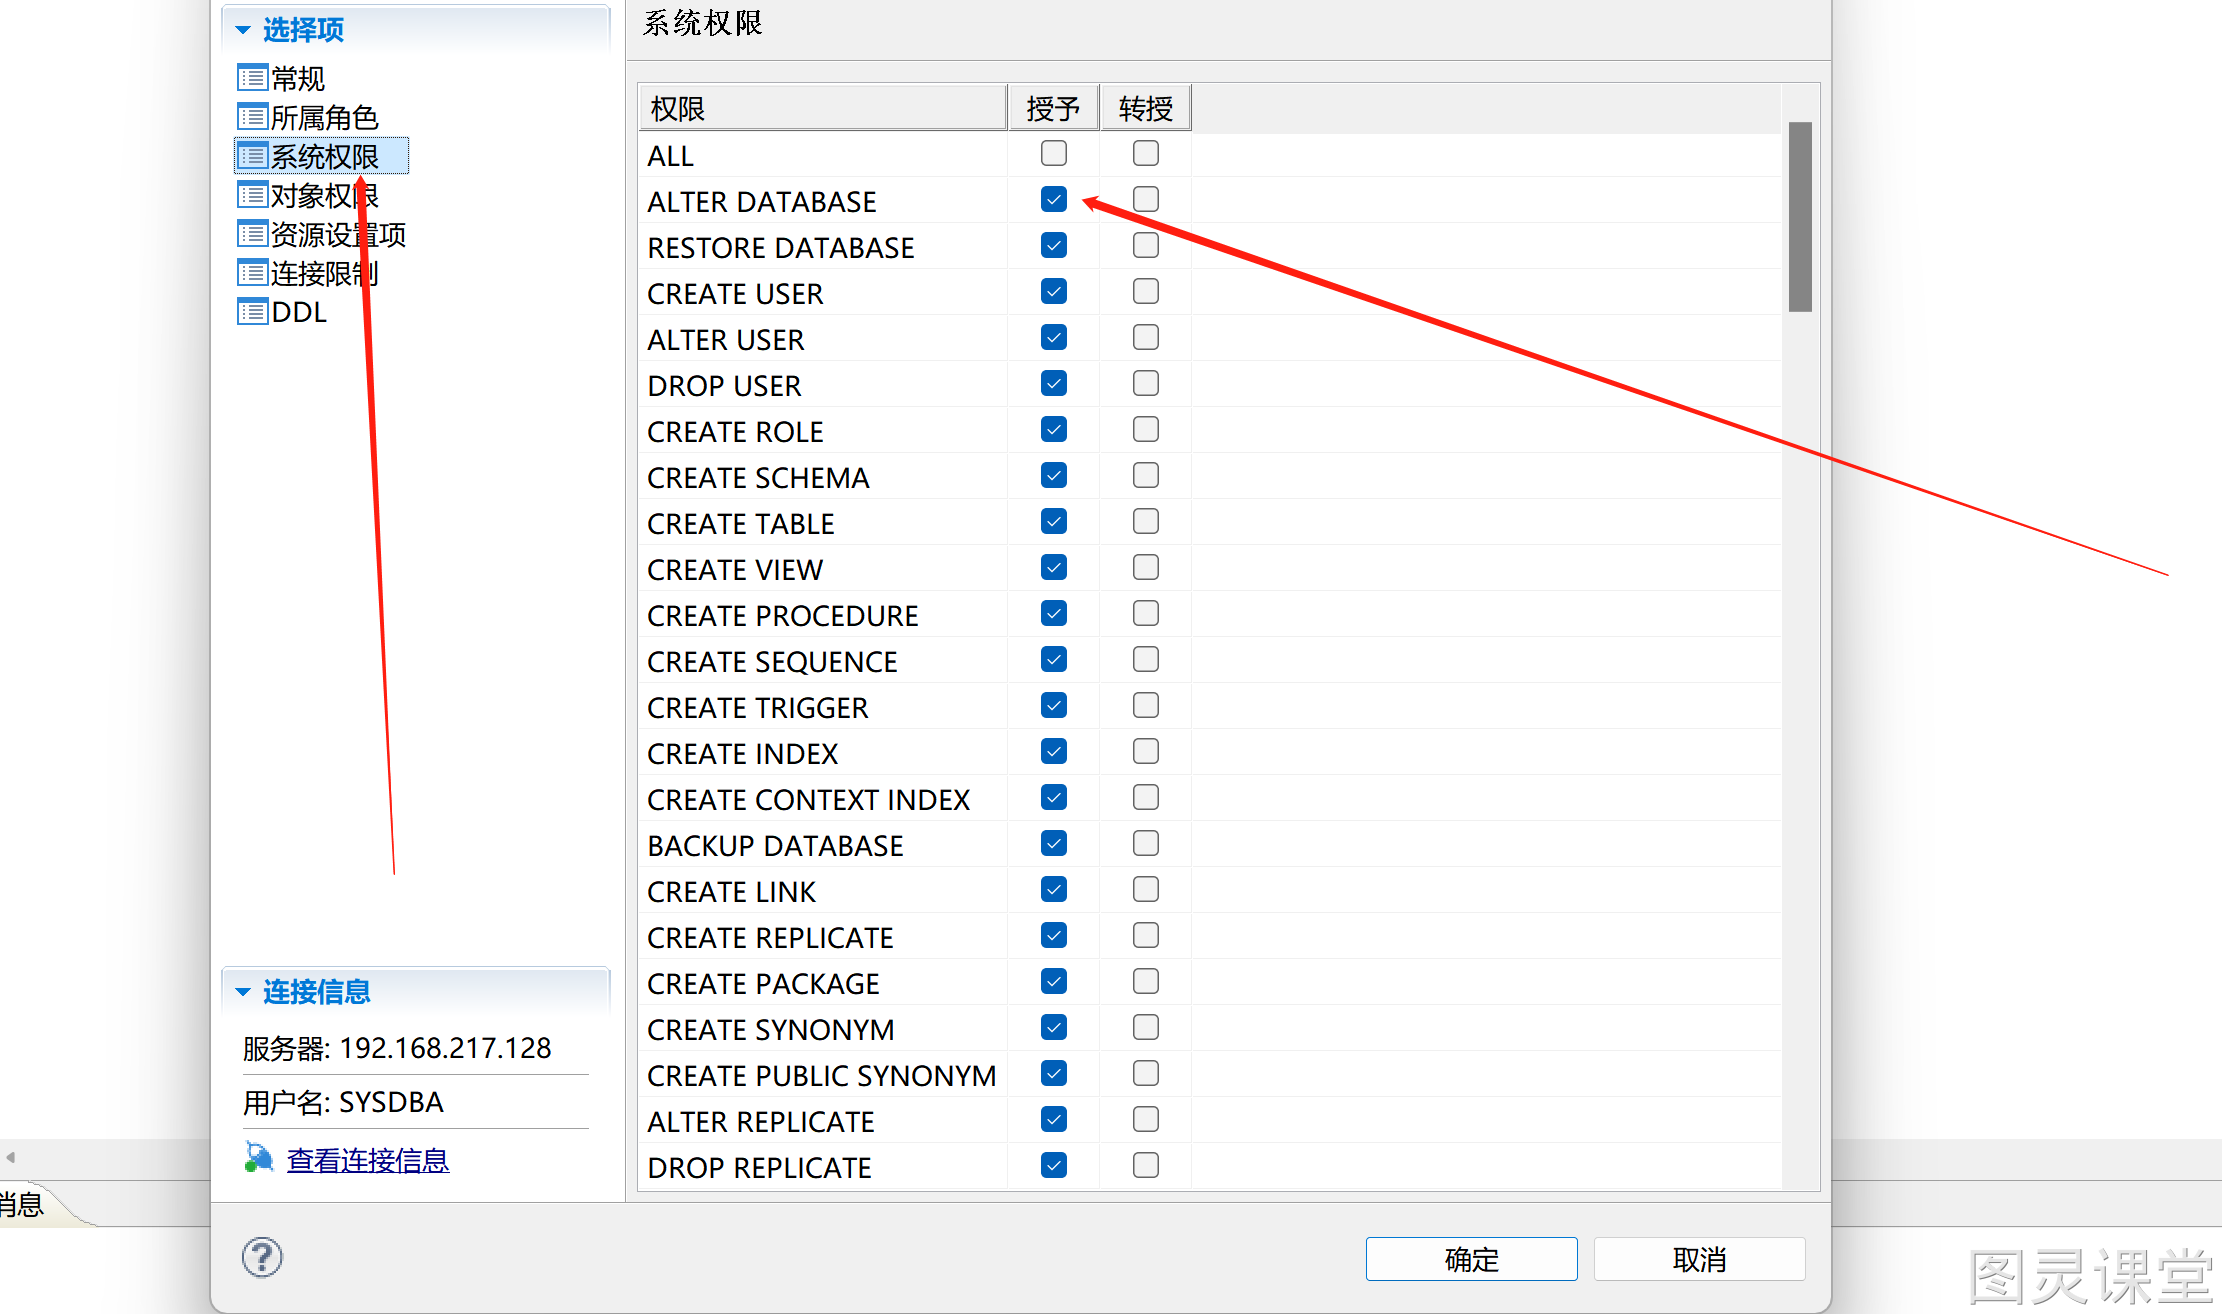 选择项
常规
所属角色
系统权限
对象权限
资源设置项
连接限制
DDL
连接信息
服务器: 192.168.217.128
用户名: SYSDBA
查看连接信息
消息
系统权限
权限 授予 转授
ALL
ALTER DATABASE
RESTORE DATABASE
CREATE USER
ALTER USER
DROP USER
CREATE ROLE
CREATE SCHEMA
CREATE TABLE
CREATE VIEW
CREATE PROCEDURE
CREATE SEQUENCE
CREATE TRIGGER
CREATE INDEX
CREATE CONTEXT INDEX
BACKUP DATABASE
CREATE LINK
CREATE REPLICATE
CREATE PACKAGE
CREATE SYNONYM
CREATE PUBLIC SYNONYM
ALTER REPLICATE
DROP REPLICATE
确定 取消
图灵课堂